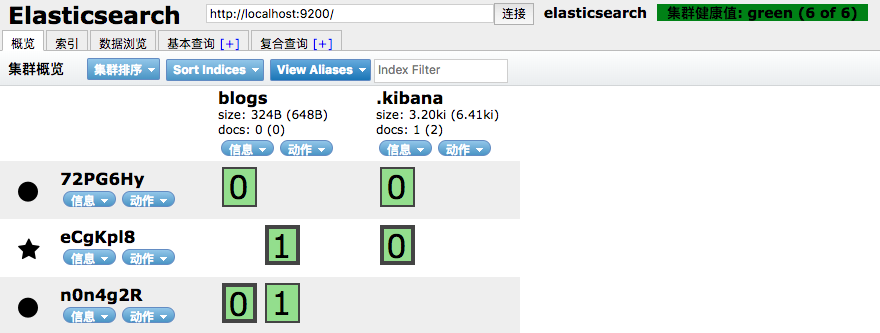 Elasticsearch http://localhost:9200/ 连接 elasticsearch 集群健康值: green (6 of 6)
概览 索引 数据浏览 基本查询 [+] 复合查询 [+]
集群概览 集群排序 Sort Indices View Aliases Index Filter
blogs .kibana
size: 324B (648B) size: 3.20ki (6.41ki)
docs: 0 (0) docs: 1 (2)
信息 动作 信息 动作
72PG6Hy 0 0
信息 动作
eCgKpl8 1 0
信息 动作
n0n4g2R 0 1
信息 动作